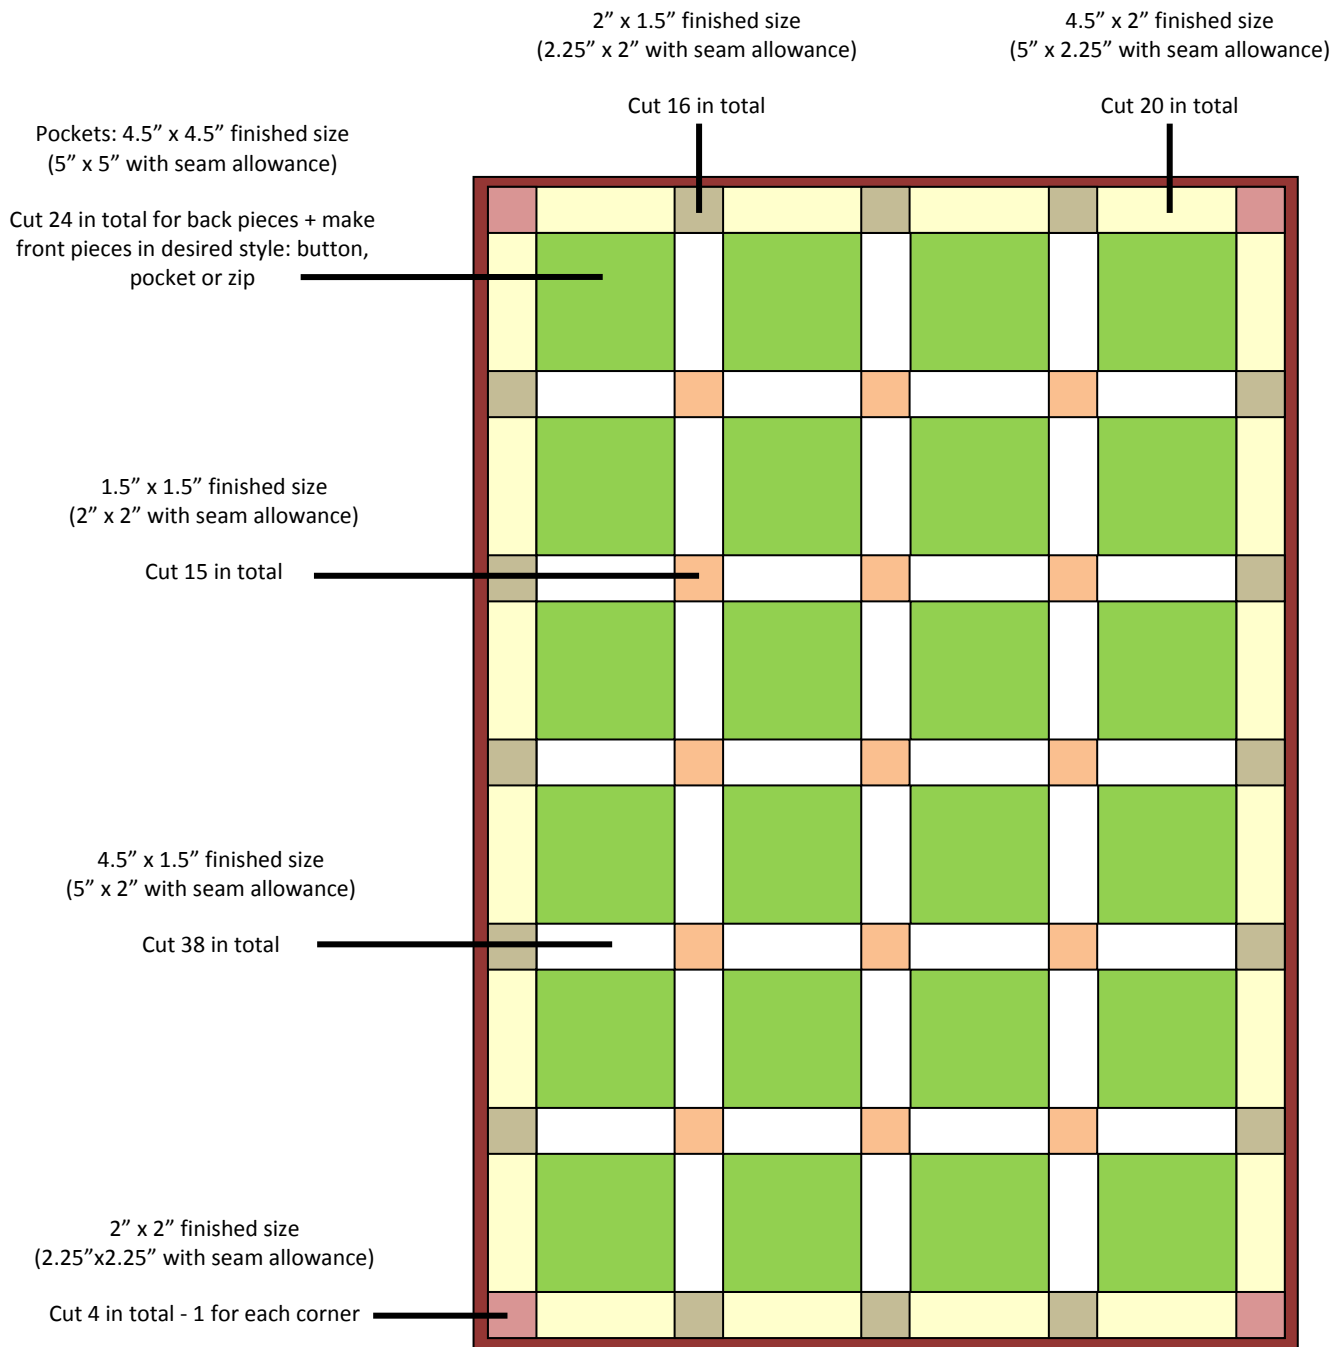 2” x 1.5” finished size
(2.25” x 2” with seam allowance)
Cut 16 in total
4.5” x 2” finished size
(5” x 2.25” with seam allowance)
Cut 20 in total
Pockets: 4.5” x 4.5” finished size
(5” x 5” with seam allowance)
Cut 24 in total for back pieces + make
front pieces in desired style: button,
pocket or zip
1.5” x 1.5” finished size
(2” x 2” with seam allowance)
Cut 15 in total
4.5” x 1.5” finished size
(5” x 2” with seam allowance)
Cut 38 in total
2” x 2” finished size
(2.25”x2.25” with seam allowance)
Cut 4 in total - 1 for each corner